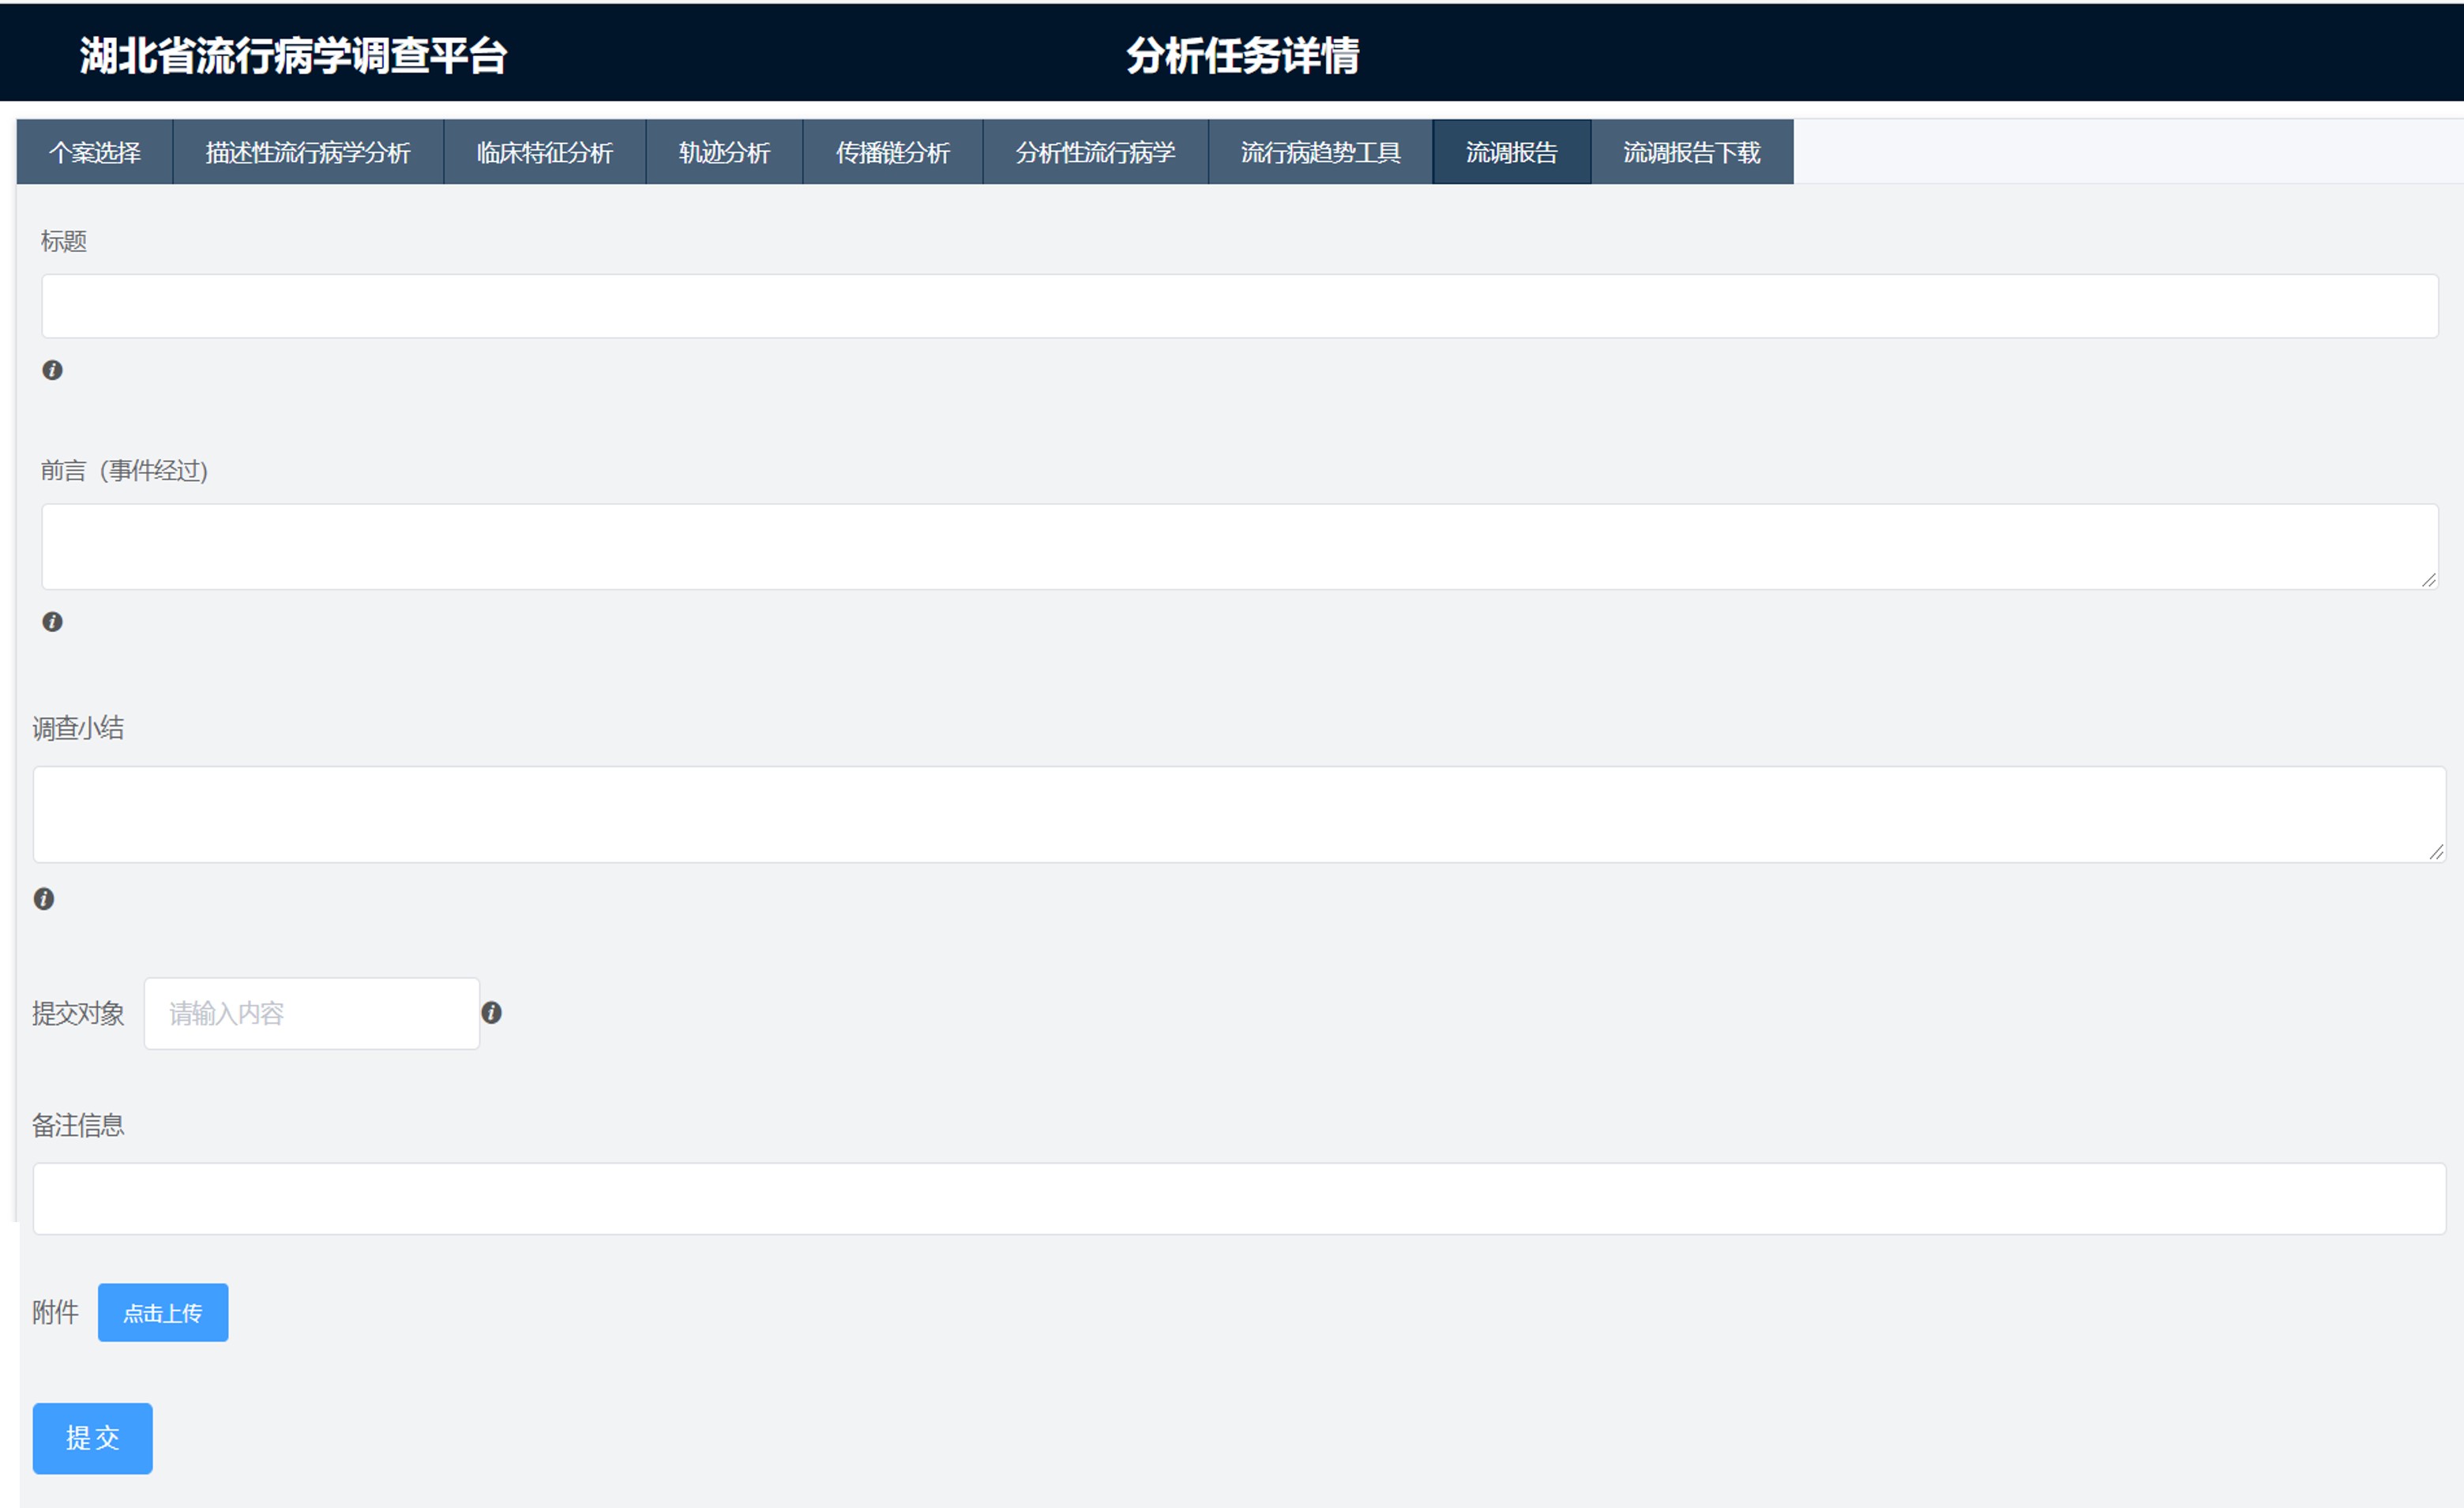 湖北省流行病学调查平台 分析任务详情
个案选择 描述性流行病学分析 临床特征分析 轨迹分析 传播链分析 分析性流行病学 流行病趋势工具 流调报告 流调报告下载
标题
前言（事件经过)
调查小结
提交对象 请输入内容
备注信息
附件 点击上传
提交